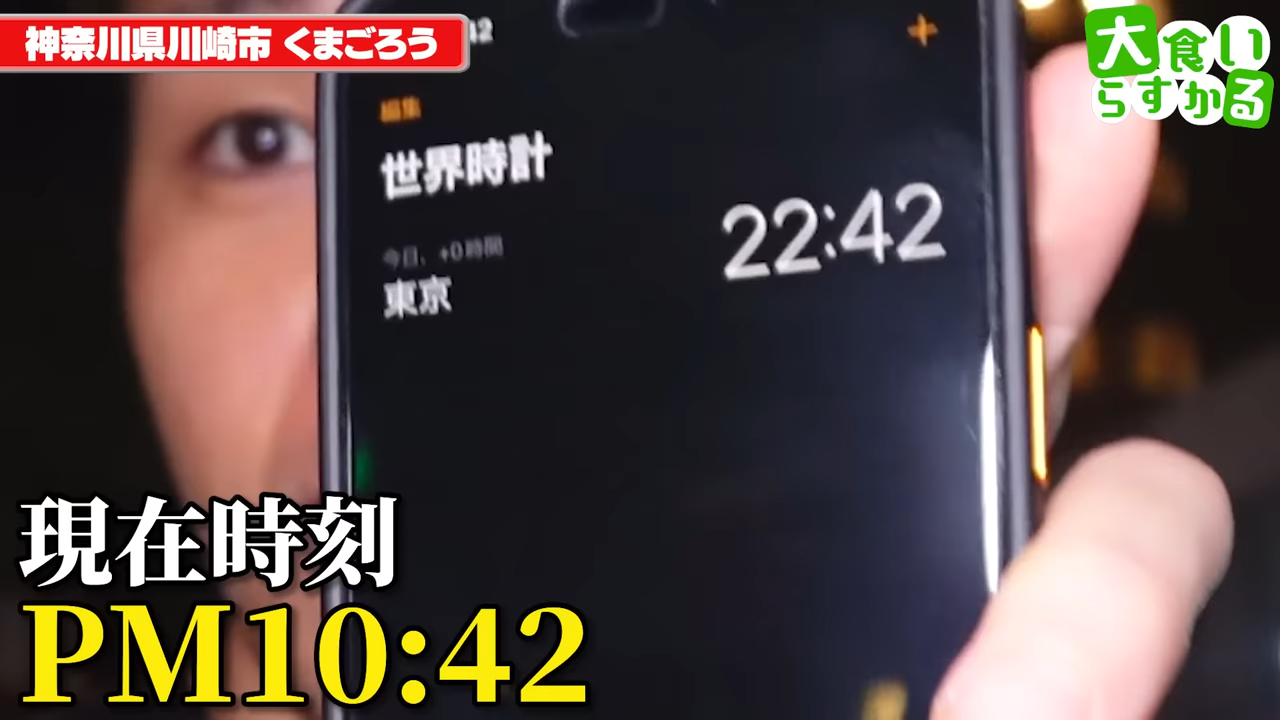 神奈川県川崎市 くまごろう
大食い
らすかる
編集
世界時計
今日、+0時間
東京
22:42
現在時刻
PM10:42